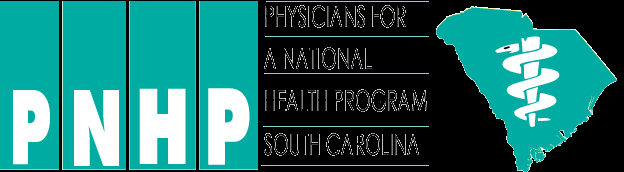 PNHP
PHYSICIANS FOR
A NATIONAL
HEALTH PROGRAM
SOUTH CAROLINA